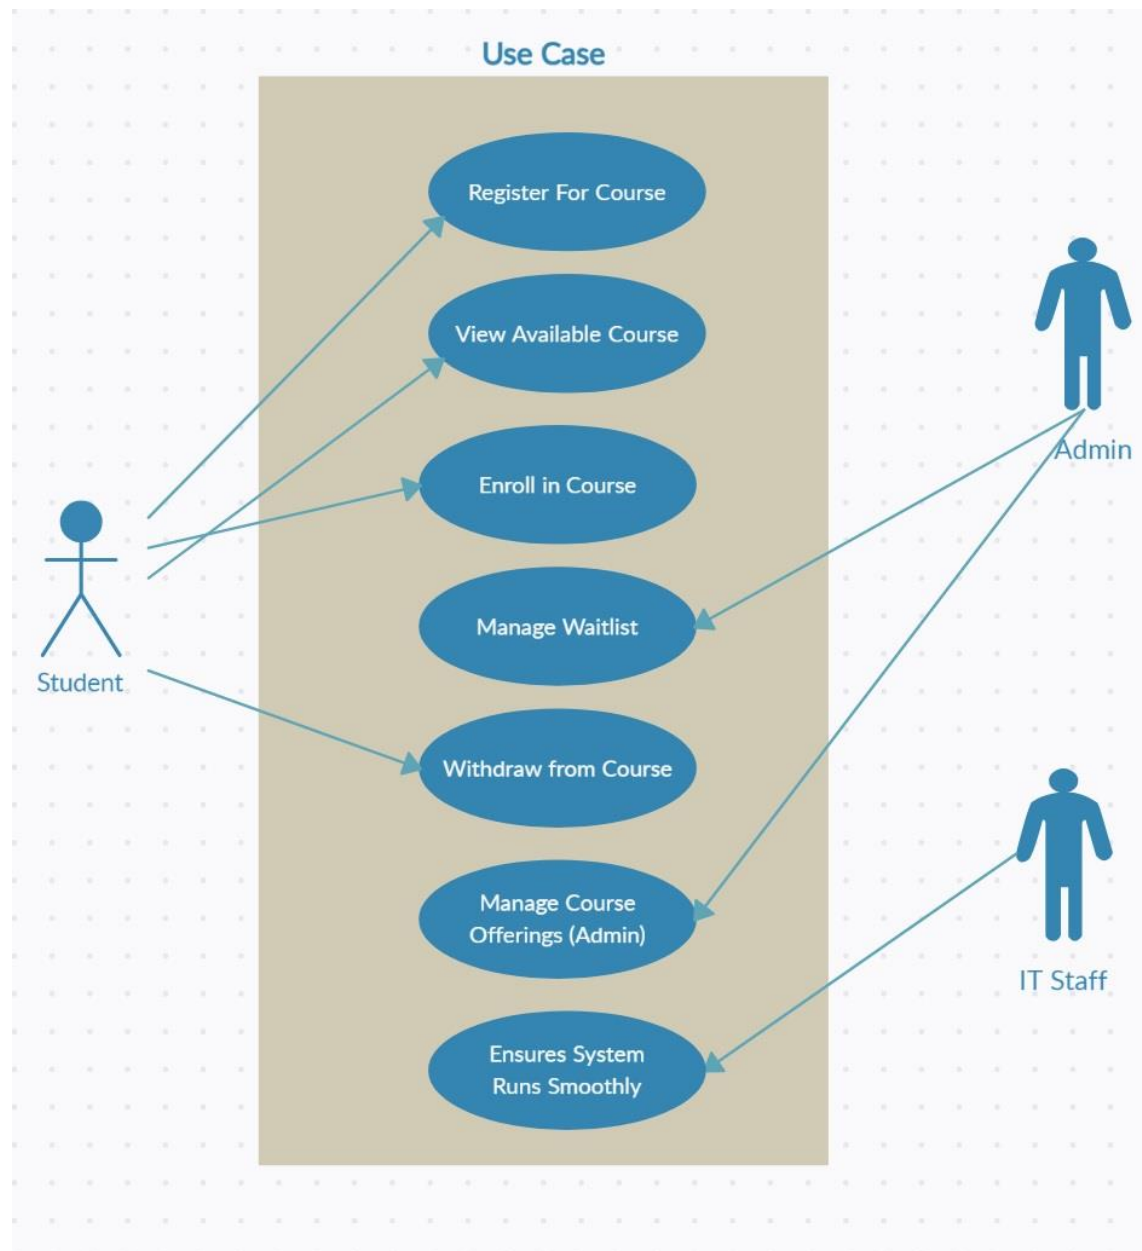 Use Case
Register For Course
View Available Course
Admin
Enroll in Course
Manage Waitlist
Student
Withdraw from Course
Manage Course
Offerings (Admin)
IT Staff
Ensures System
Runs Smoothly